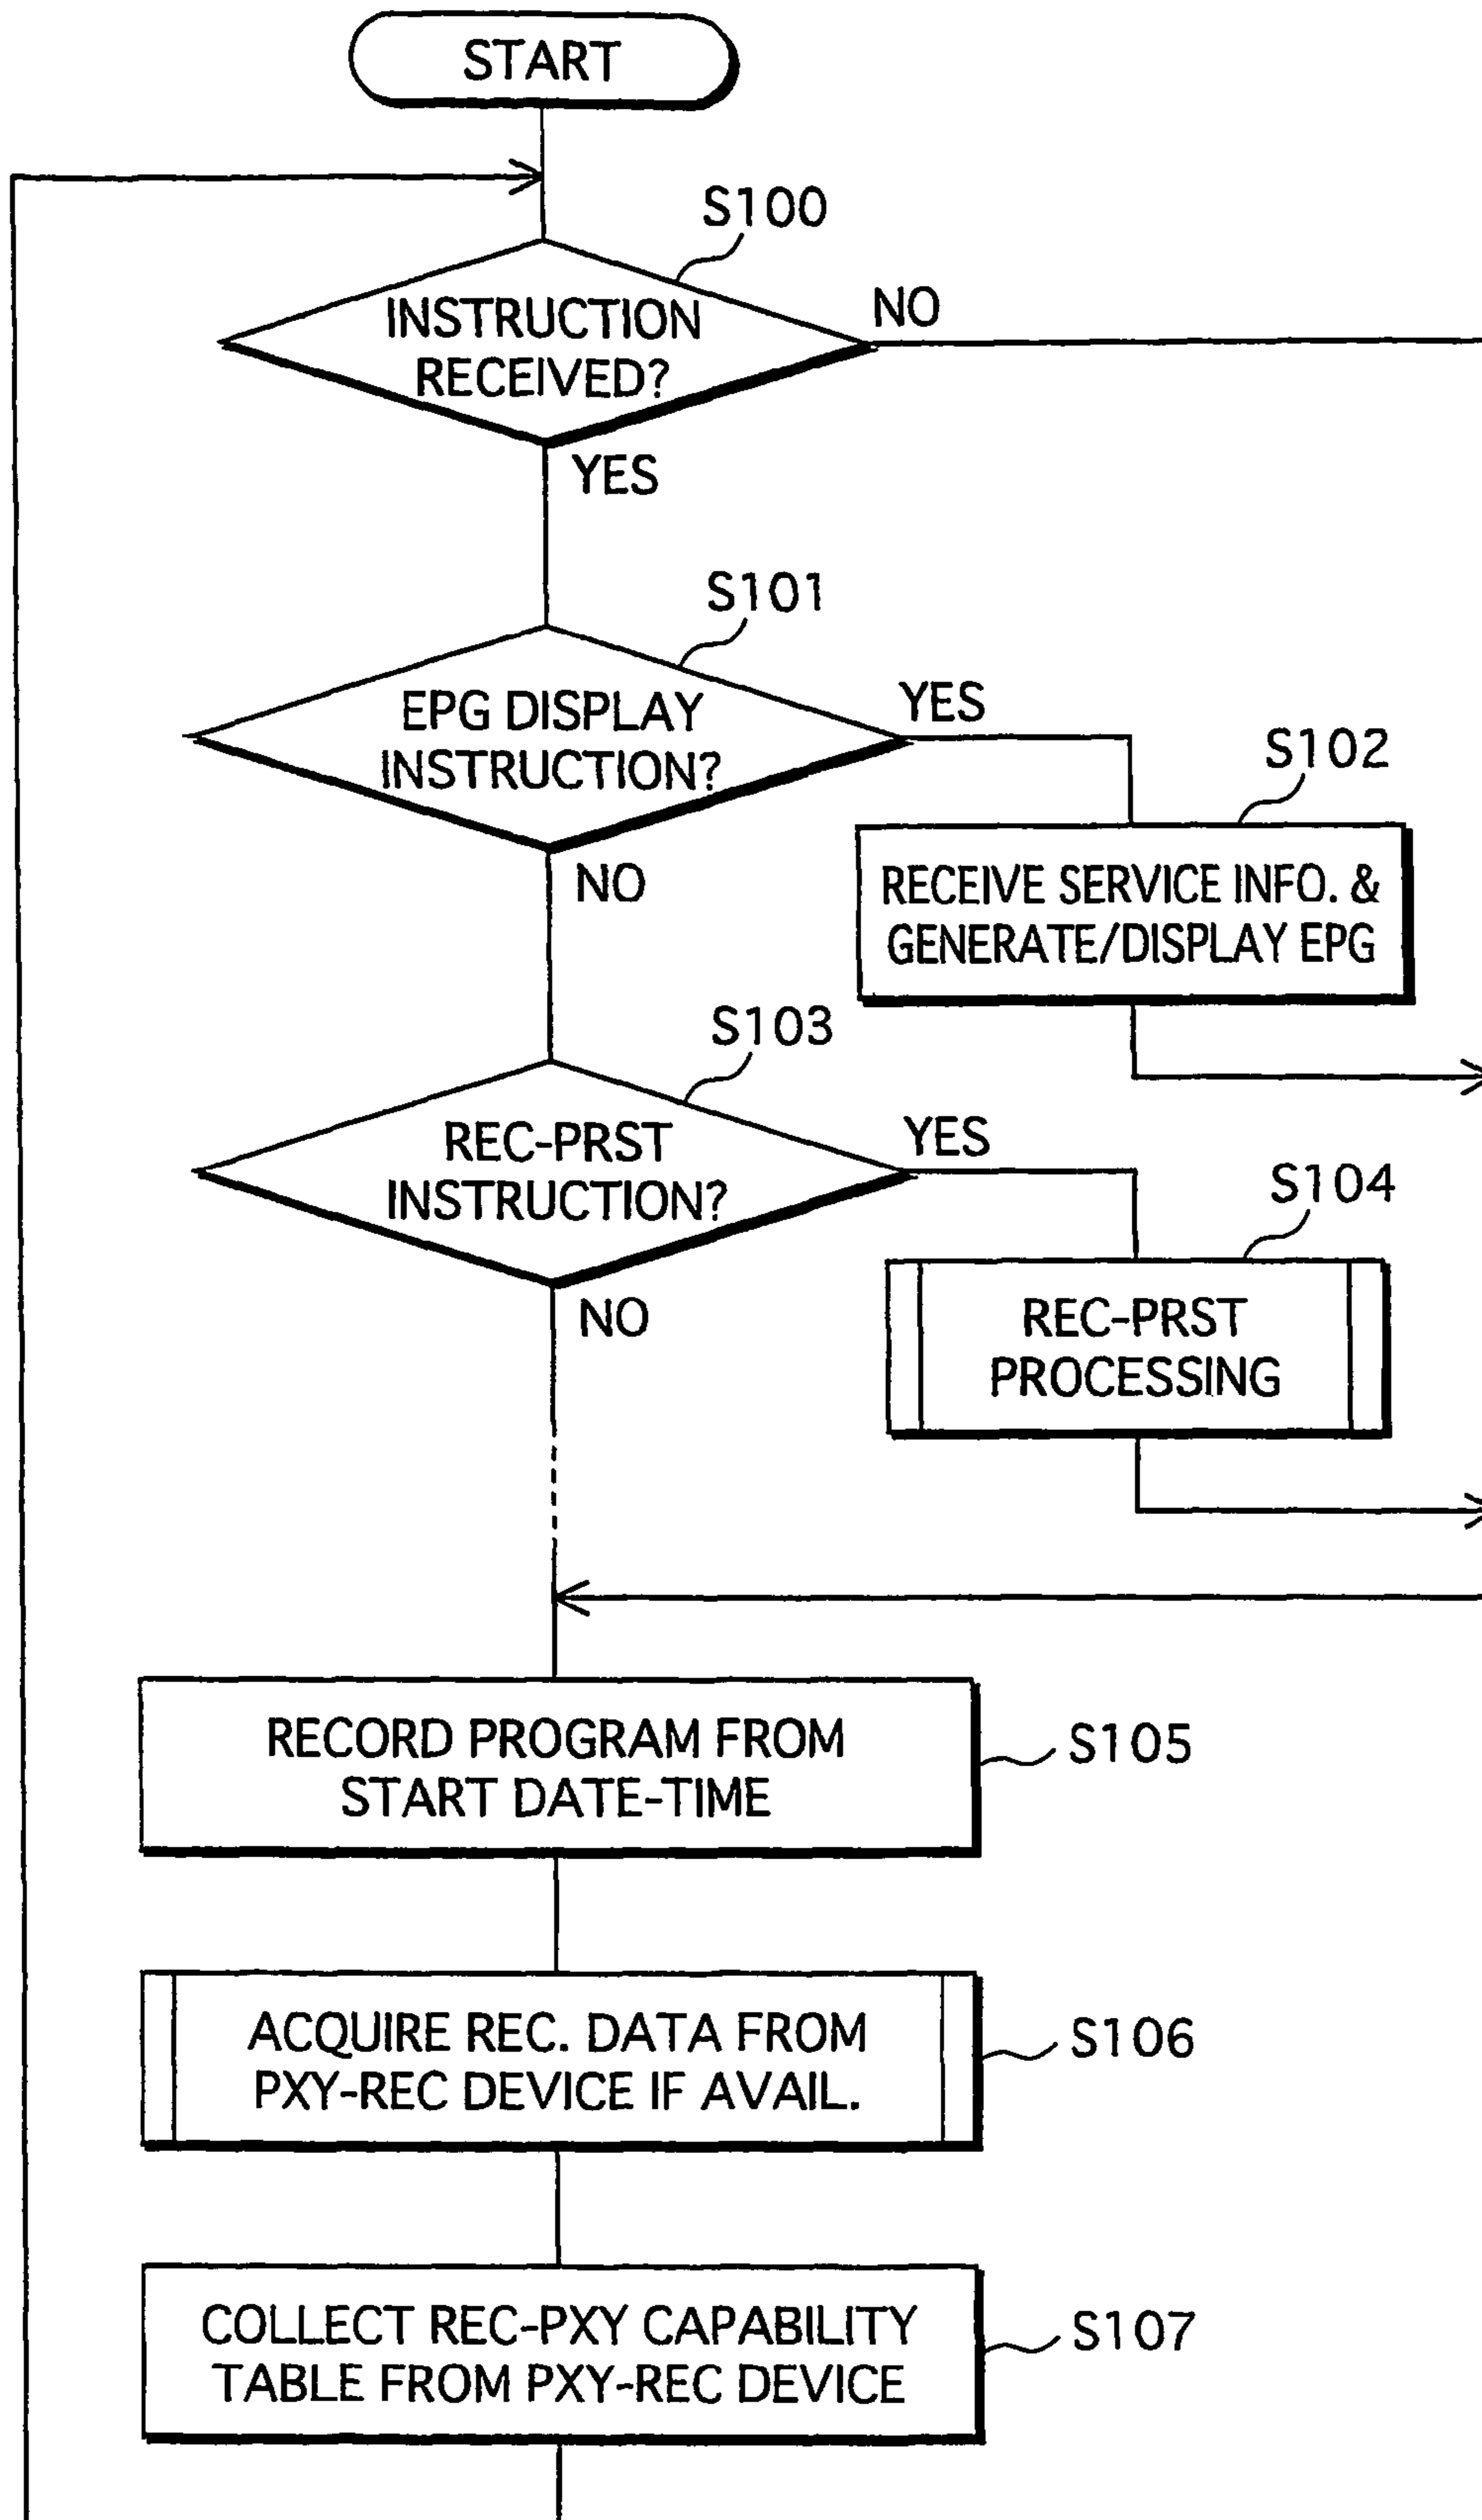 START
S100
INSTRUCTION
RECEIVED?
NO
YES
S101
EPG DISPLAY
INSTRUCTION?
YES
NO
S102
RECEIVE SERVICE INFO. &
GENERATE/DISPLAY EPG
S103
REC-PRST
INSTRUCTION?
YES
NO
S104
REC-PRST
PROCESSING
RECORD PROGRAM FROM
START DATE-TIME
S105
ACQUIRE REC. DATA FROM
PXY-REC DEVICE IF AVAIL.
S106
COLLECT REC-PXY CAPABILITY
TABLE FROM PXY-REC DEVICE
S107